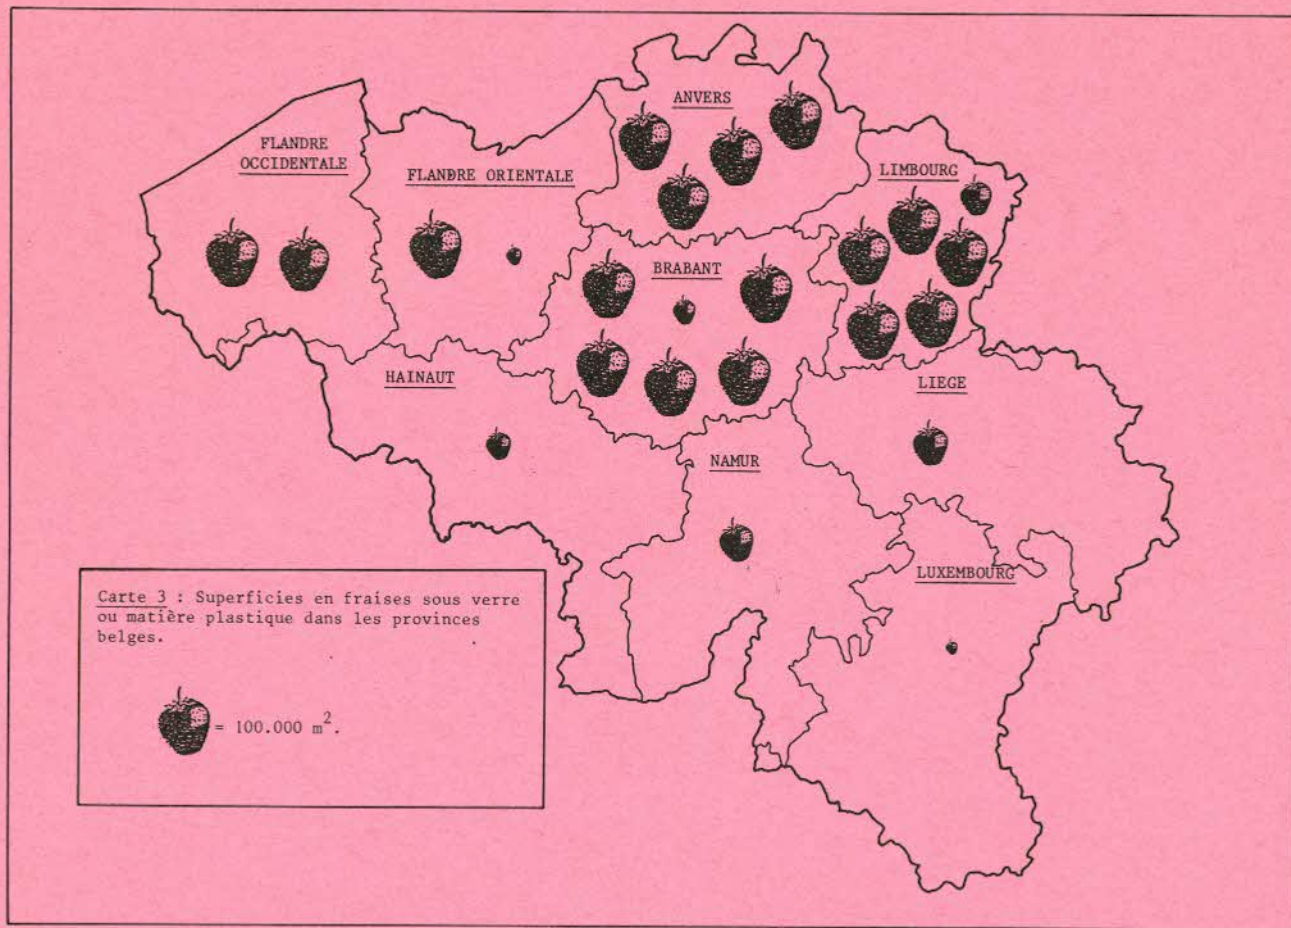 ANVERS
FLANDRE
OCCIDENTALE
FLANDRE ORIENTALE
LIMBOURG
BRABANT
HAINAUT
LIEGE
NAMUR
LUXEMBOURG
Carte 3 : Superficies en fraises sous verre
ou matière plastique dans les provinces
belges.
= 100.000 m².